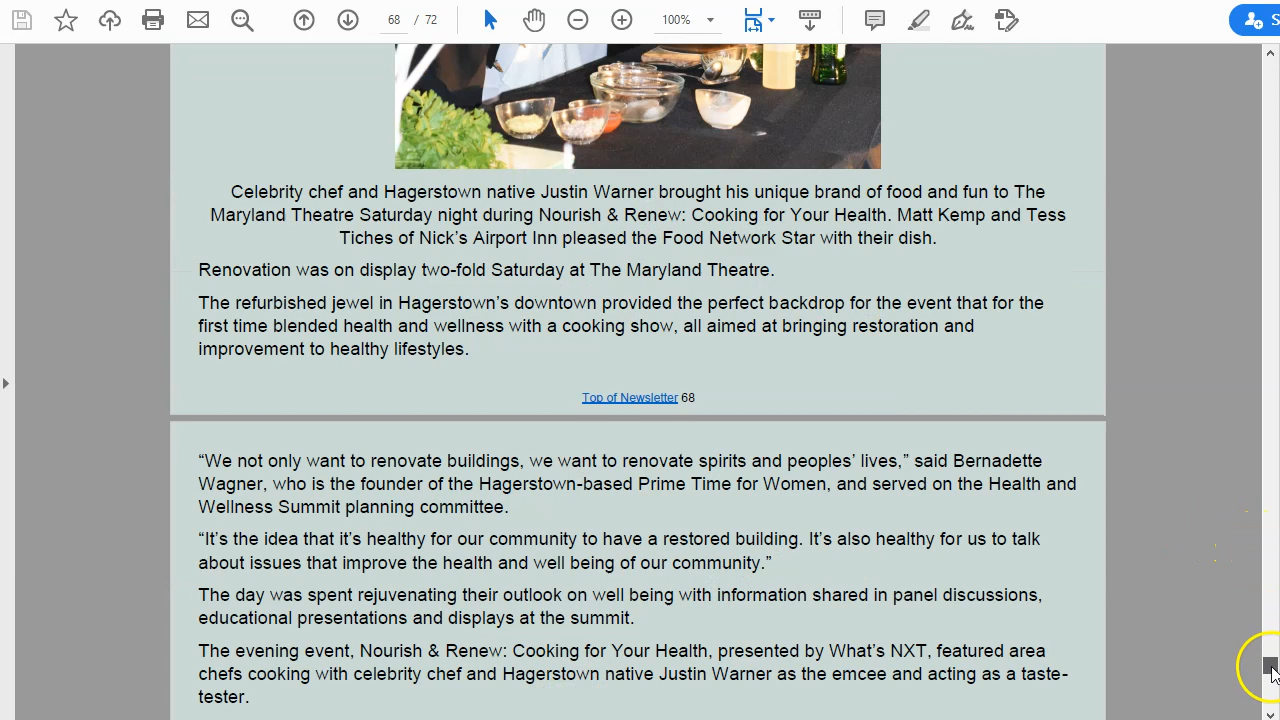 68 / 72
100%
S
Celebrity chef and Hagerstown native Justin Warner brought his unique brand of food and fun to The
Maryland Theatre Saturday night during Nourish & Renew: Cooking for Your Health. Matt Kemp and Tess
Tiches of Nick’s Airport Inn pleased the Food Network Star with their dish.
Renovation was on display two-fold Saturday at The Maryland Theatre.
The refurbished jewel in Hagerstown’s downtown provided the perfect backdrop for the event that for the
first time blended health and wellness with a cooking show, all aimed at bringing restoration and
improvement to healthy lifestyles.
Top of Newsletter 68
“We not only want to renovate buildings, we want to renovate spirits and peoples’ lives,” said Bernadette
Wagner, who is the founder of the Hagerstown-based Prime Time for Women, and served on the Health and
Wellness Summit planning committee.
“It’s the idea that it’s healthy for our community to have a restored building. It’s also healthy for us to talk
about issues that improve the health and well being of our community.”
The day was spent rejuvenating their outlook on well being with information shared in panel discussions,
educational presentations and displays at the summit.
The evening event, Nourish & Renew: Cooking for Your Health, presented by What’s NXT, featured area
chefs cooking with celebrity chef and Hagerstown native Justin Warner as the emcee and acting as a taste-
tester.